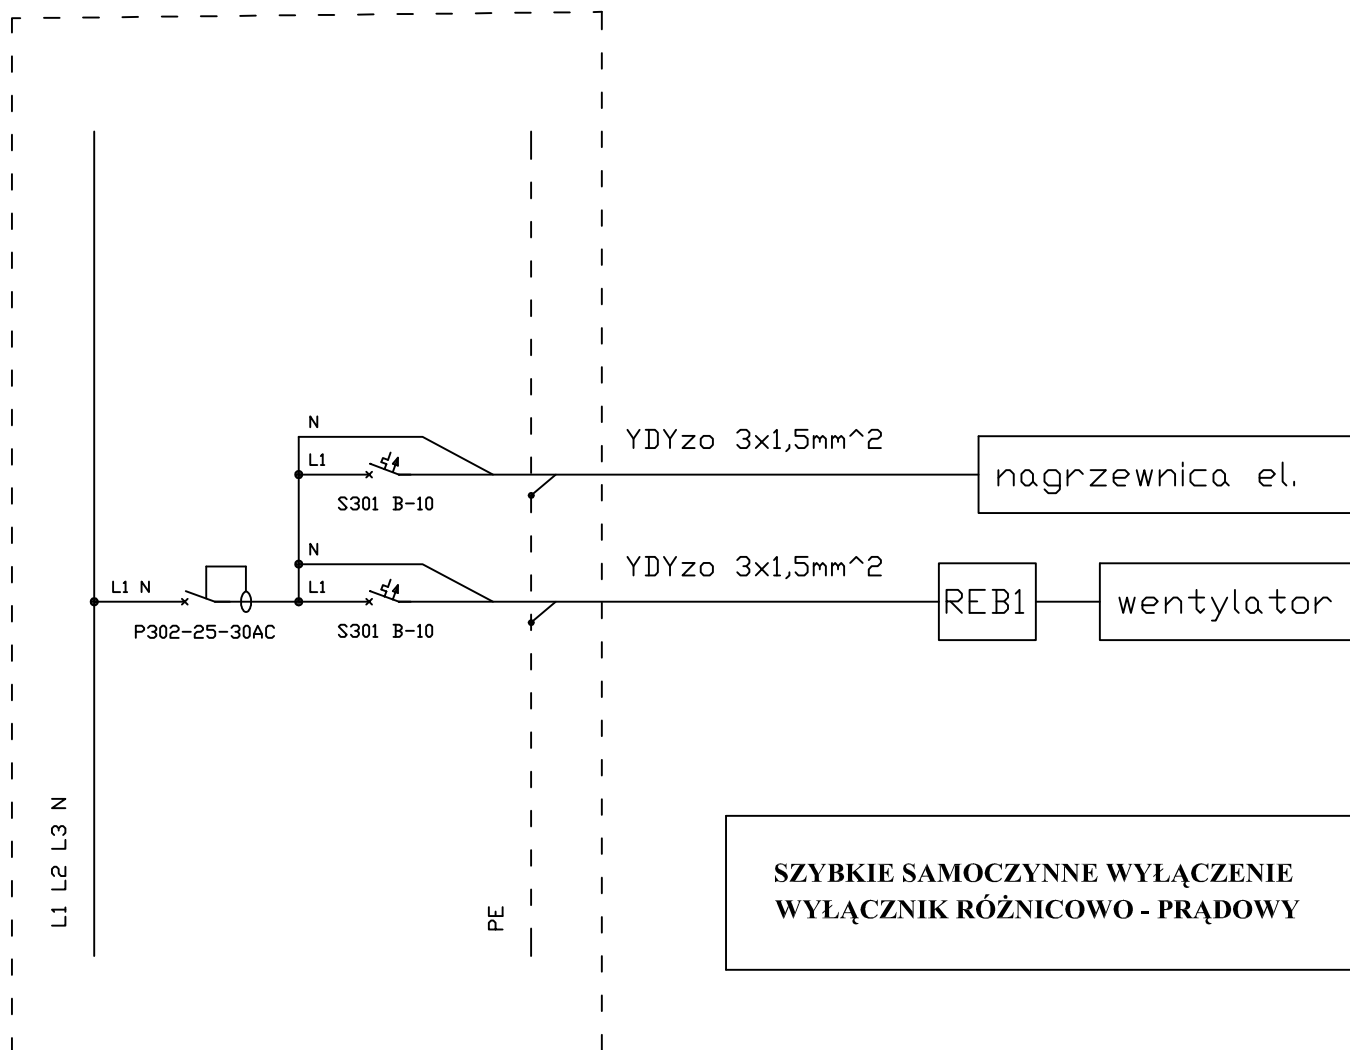 N
YDYzo 3x1,5mm^2
L1
nagrzewnica el.
S301 B-10
N
YDYzo 3x1,5mm^2
L1 N
L1
REB1
wentylator
P302-25-30AC
S301 B-10
L1 L2 L3 N
PE
SZYBKIE SAMOCZYNNE WYŁĄCZENIE
WYŁĄCZNIK RÓŻNICOWO - PRĄDOWY